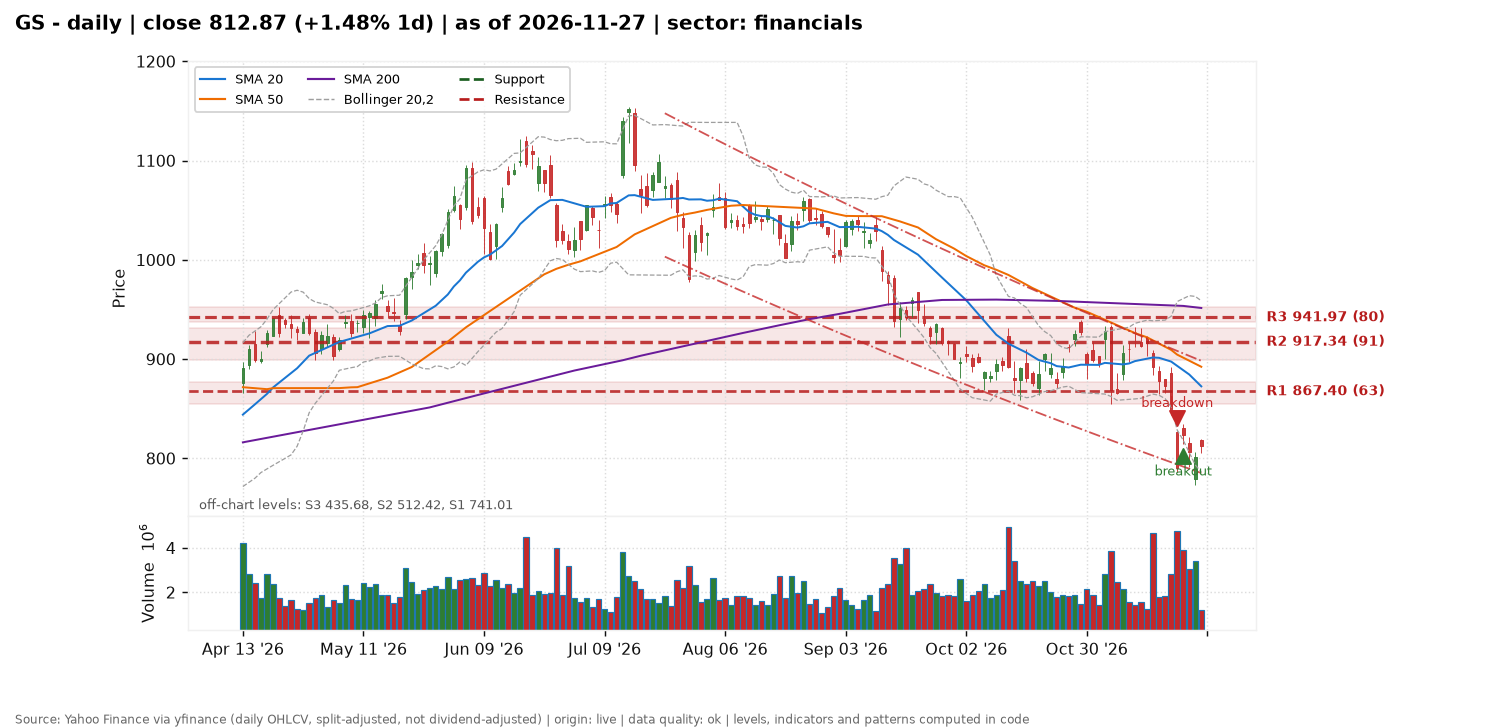 GS - daily | close 812.87 (+1.48% 1d) | as of 2026-11-27 | sector: financials
SMA 20
SMA 50
SMA 200
Bollinger 20,2
Support
Resistance
Price
1200
1100
1000
900
800
R3 941.97 (80)
R2 917.34 (91)
R1 867.40 (63)
breakdown
breakout
off-chart levels: S3 435.68, S2 512.42, S1 741.01
Volume 10⁶
4
2
Apr 13 '26 May 11 '26 Jun 09 '26 Jul 09 '26 Aug 06 '26 Sep 03 '26 Oct 02 '26 Oct 30 '26
Source: Yahoo Finance via yfinance (daily OHLCV, split-adjusted, not dividend-adjusted) | origin: live | data quality: ok | levels, indicators and patterns computed in code